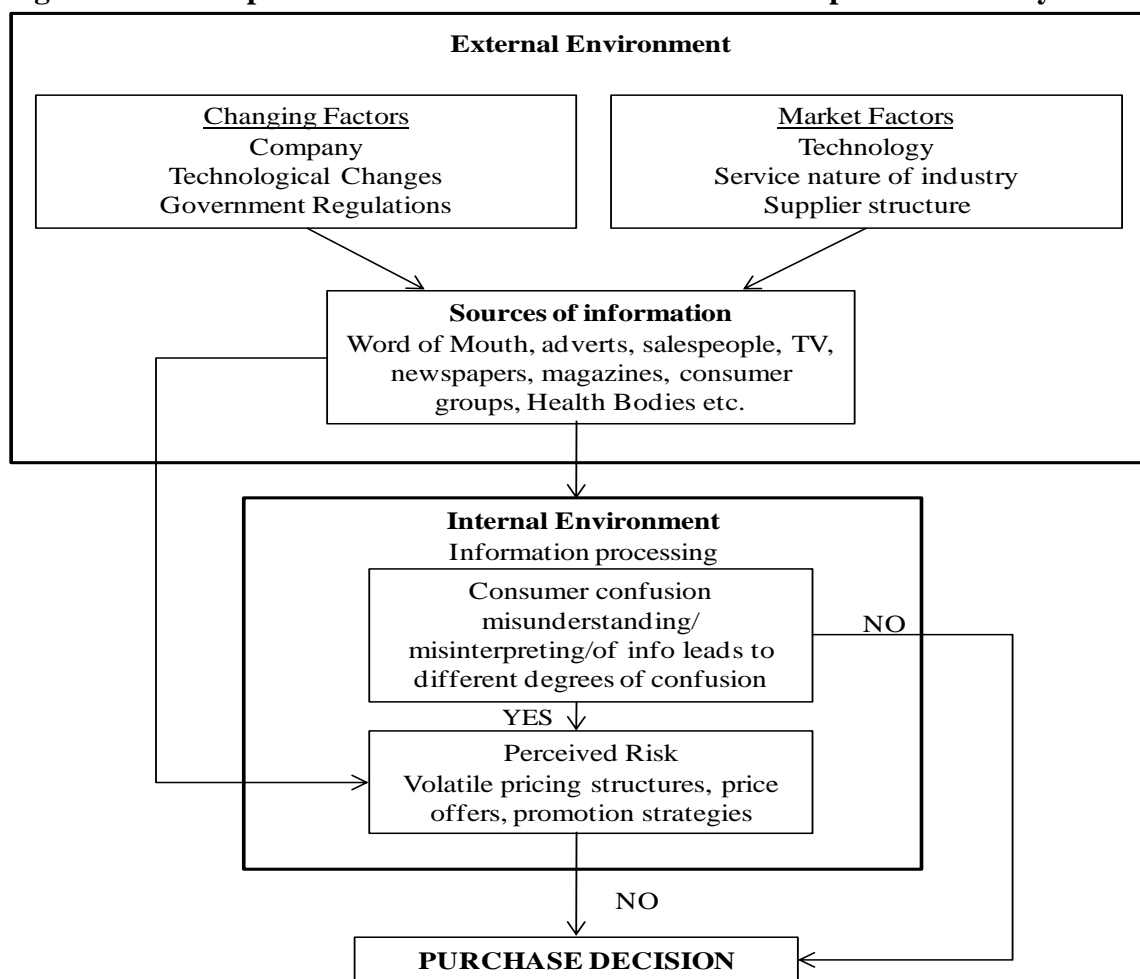 External Environment
Changing Factors
Company
Technological Changes
Government Regulations
Market Factors
Technology
Service nature of industry
Supplier structure
Sources of information
Word of Mouth, adverts, salespeople, TV,
newspapers, magazines, consumer
groups, Health Bodies etc.
Internal Environment
Information processing
Consumer confusion
misunderstanding/
misinterpreting/of info leads to
different degrees of confusion
NO
YES
Perceived Risk
Volatile pricing structures, price
offers, promotion strategies
NO
PURCHASE DECISION